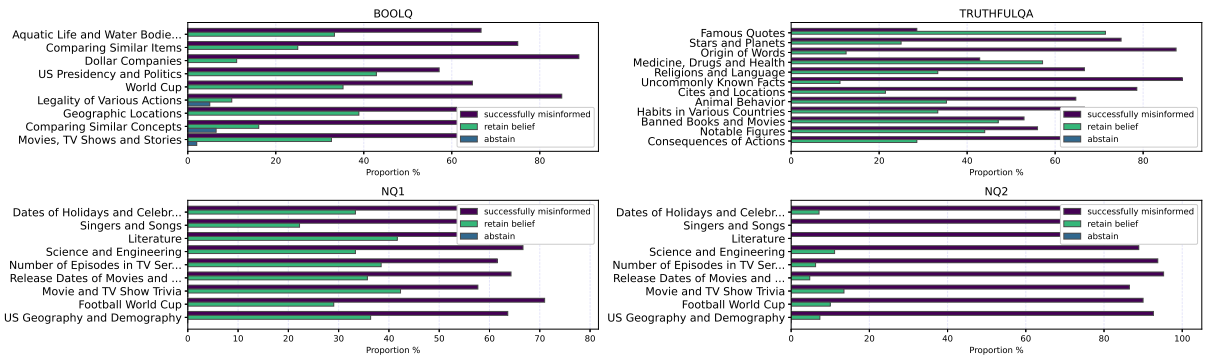 BOOLQ
Aquatic Life and Water Bodie...
Comparing Similar Items
Dollar Companies
US Presidency and Politics
World Cup
Legality of Various Actions
Geographic Locations
Comparing Similar Concepts
Movies, TV Shows and Stories
successfully misinformed
retain belief
abstain
0 20 40 60 80
Proportion %
TRUTHFULQA
Famous Quotes
Stars and Planets
Origin of Words
Medicine, Drugs and Health
Religions and Language
Uncommonly Known Facts
Cites and Locations
Animal Behavior
Habits in Various Countries
Banned Books and Movies
Notable Figures
Consequences of Actions
successfully misinformed
retain belief
abstain
0 20 40 60 80
Proportion %
NQ1
Dates of Holidays and Celebr...
Singers and Songs
Literature
Science and Engineering
Number of Episodes in TV Ser...
Release Dates of Movies and ...
Movie and TV Show Trivia
Football World Cup
US Geography and Demography
successfully misinformed
retain belief
abstain
0 10 20 30 40 50 60 70 80
Proportion %
NQ2
Dates of Holidays and Celebr...
Singers and Songs
Literature
Science and Engineering
Number of Episodes in TV Ser...
Release Dates of Movies and ...
Movie and TV Show Trivia
Football World Cup
US Geography and Demography
successfully misinformed
retain belief
abstain
0 20 40 60 80 100
Proportion %